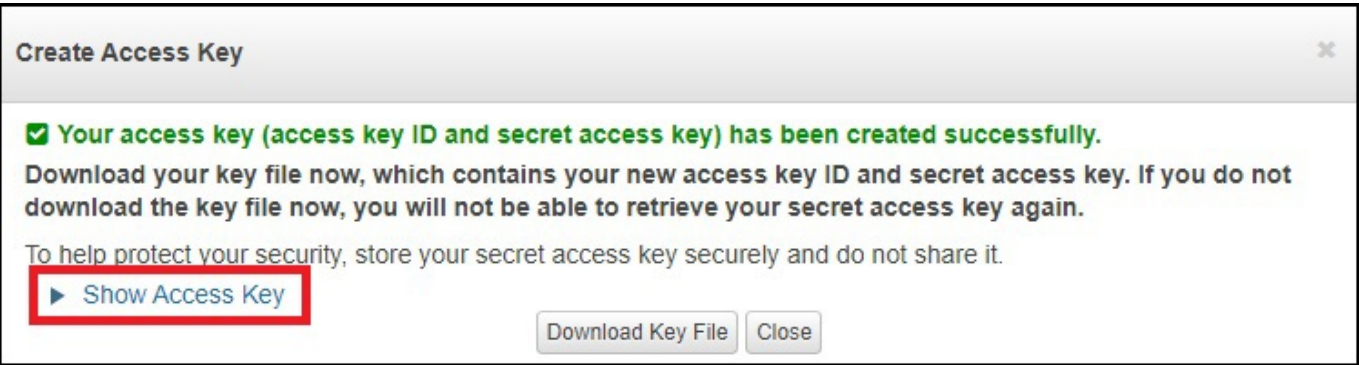 Create Access Key
Your access key (access key ID and secret access key) has been created successfully.
Download your key file now, which contains your new access key ID and secret access key. If you do not
download the key file now, you will not be able to retrieve your secret access key again.
To help protect your security, store your secret access key securely and do not share it.
Show Access Key
Download Key File Close